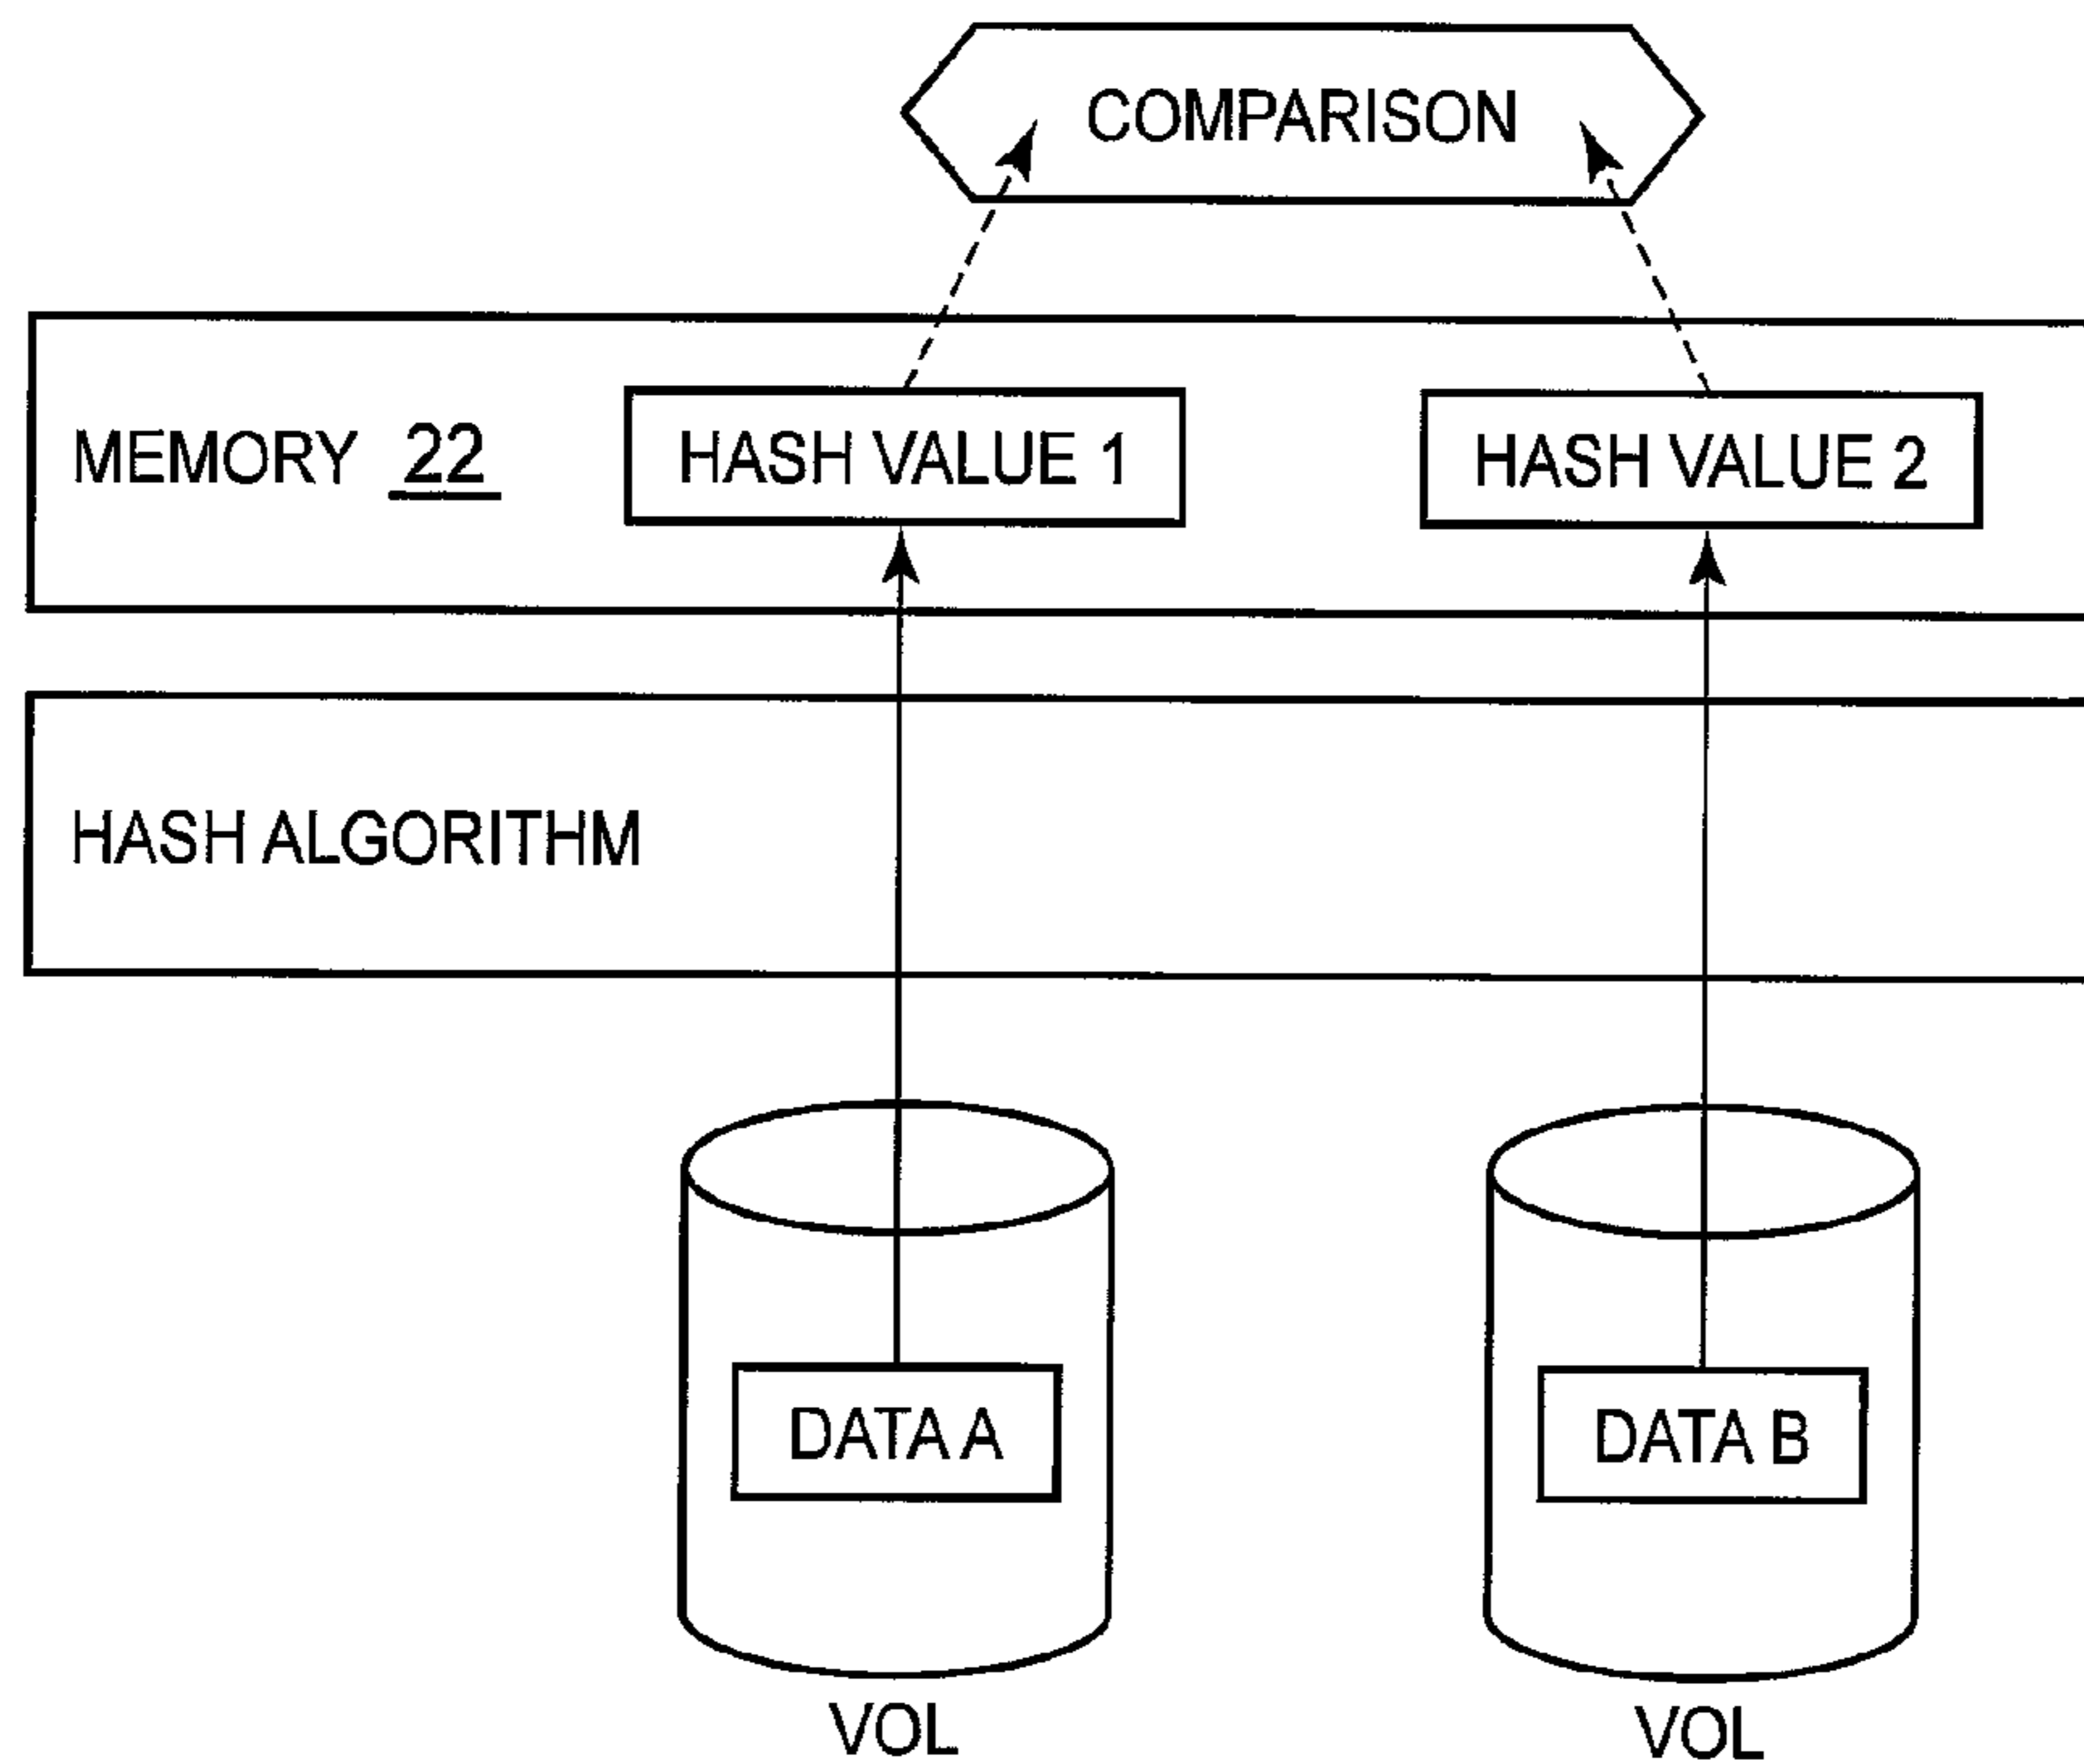 COMPARISON
MEMORY 22
HASH VALUE 1
HASH VALUE 2
HASH ALGORITHM
DATA A
DATA B
VOL
VOL